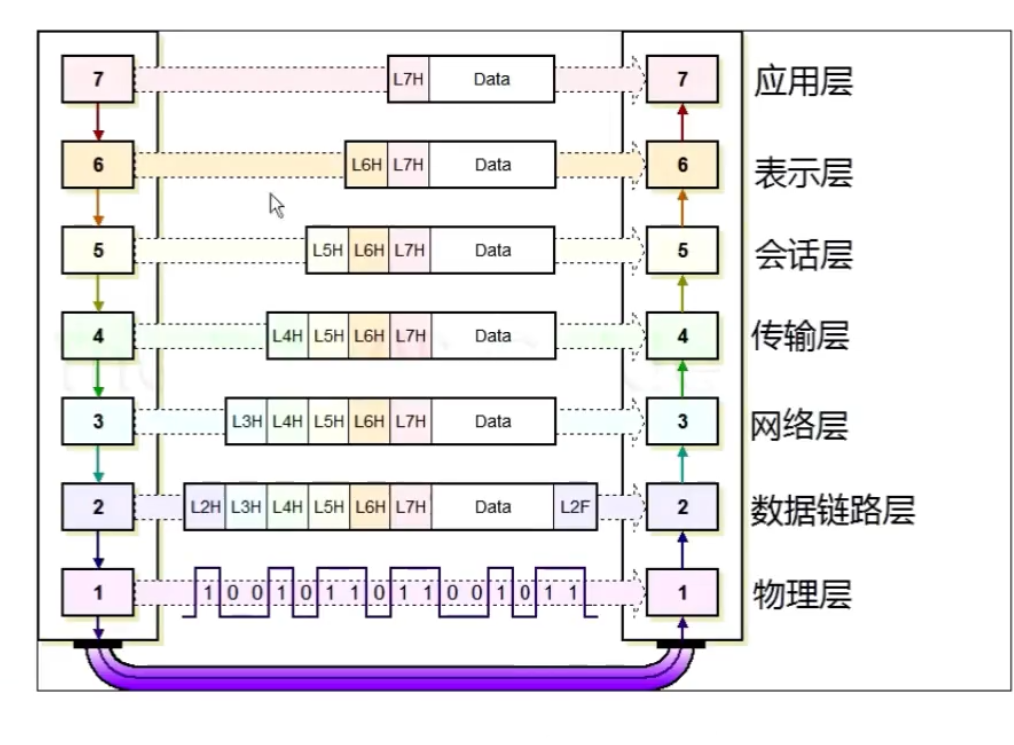 7 L7H Data 7 应用层
6 L6H L7H Data 6 表示层
5 L5H L6H L7H Data 5 会话层
4 L4H L5H L6H L7H Data 4 传输层
3 L3H L4H L5H L6H L7H Data 3 网络层
2 L2H L3H L4H L5H L6H L7H Data L2F 2 数据链路层
1 1 0 0 1 0 1 1 0 1 1 0 0 1 0 1 1 1 物理层